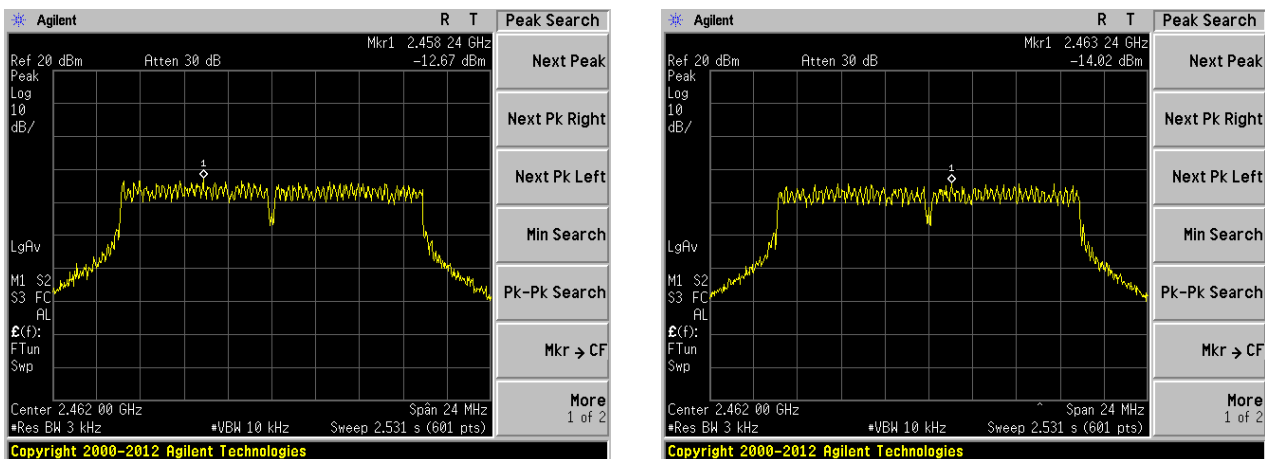 Agilent R T Peak Search
Mkr1 2.458 24 GHz
Ref 20 dBm Atten 30 dB -12.67 dBm
Peak
Log
10
dB/
1
LgAv
M1 S2
S3 FC
AL
£(f):
FTun
Swp
Center 2.462 00 GHz Span 24 MHz
#Res BW 3 kHz #VBW 10 kHz Sweep 2.531 s (601 pts)
Copyright 2000-2012 Agilent Technologies
Next Peak
Next Pk Right
Next Pk Left
Min Search
Pk-Pk Search
Mkr → CF
More
1 of 2
Agilent R T Peak Search
Mkr1 2.463 24 GHz
Ref 20 dBm Atten 30 dB -14.02 dBm
Peak
Log
10
dB/
1
LgAv
M1 S2
S3 FC
AL
£(f):
FTun
Swp
Center 2.462 00 GHz Span 24 MHz
#Res BW 3 kHz #VBW 10 kHz Sweep 2.531 s (601 pts)
Copyright 2000-2012 Agilent Technologies
Next Peak
Next Pk Right
Next Pk Left
Min Search
Pk-Pk Search
Mkr → CF
More
1 of 2